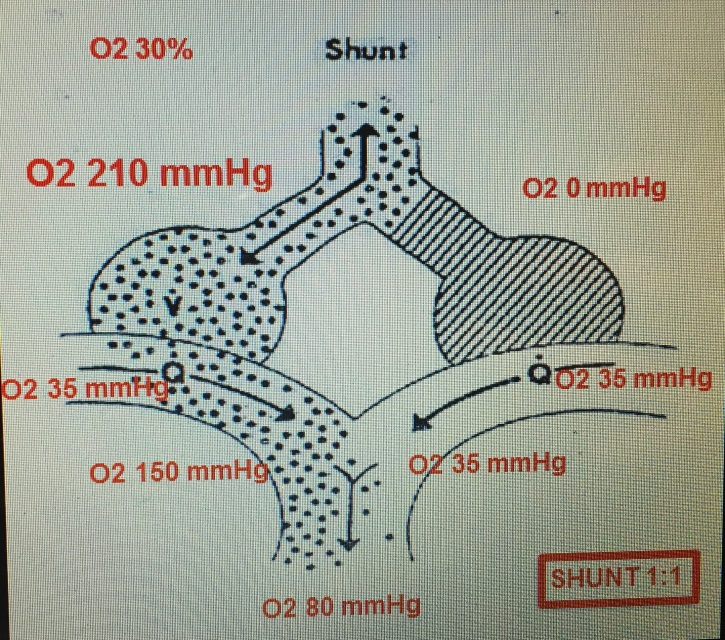 O2 30%
Shunt
O2 210 mmHg
O2 0 mmHg
V
Q
Q̇
O2 35 mmHg
O2 35 mmHg
O2 150 mmHg
O2 35 mmHg
SHUNT 1:1
O2 80 mmHg